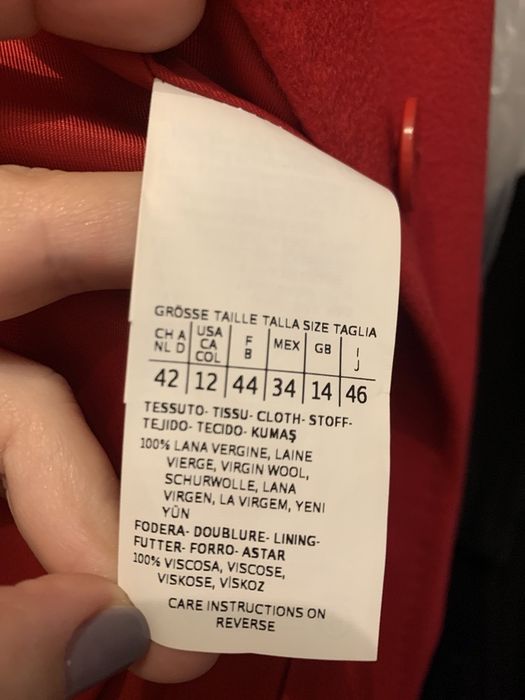 GRÖSSE TAILLE TALLA SIZE TAGLIA
CH A USA F MEX GB I
NL D CA B J
COL
42 12 44 34 14 46
TESSUTO- TISSU- CLOTH- STOFF-
TEJIDO- TECIDO- KUMAŞ
100% LANA VERGINE, LAINE
VIERGE, VIRGIN WOOL,
SCHURWOLLE, LANA
VIRGEN, LA VIRGEM, YENI
YÜN
FODERA- DOUBLURE- LINING-
FUTTER- FORRO- ASTAR
100% VISCOSA, VISCOSE,
VISKOSE, VİSKOZ
CARE INSTRUCTIONS ON
REVERSE